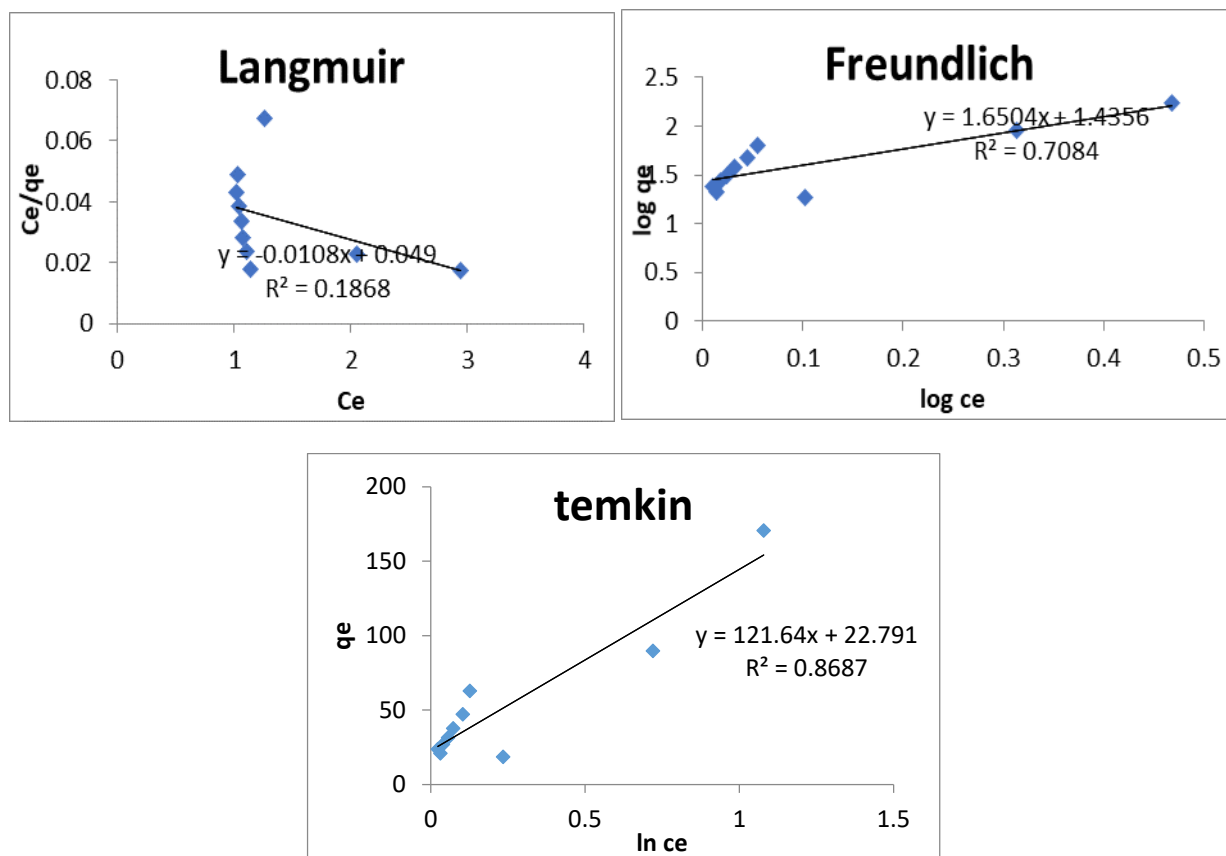 Langmuir
0.08
0.06
0.04
0.02
0
Ce/qe
y = -0.0108x + 0.049
R² = 0.1868
0 1 2 3 4
Ce
Freundlich
2.5
2
1.5
1
0.5
0
log qe
y = 1.6504x + 1.4356
R² = 0.7084
0 0.1 0.2 0.3 0.4 0.5
log ce
temkin
200
150
100
50
0
qe
y = 121.64x + 22.791
R² = 0.8687
0 0.5 1 1.5
ln ce